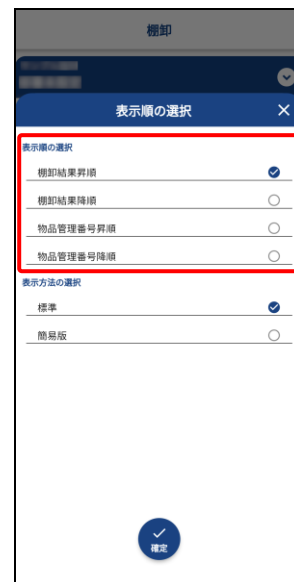 棚卸
表示順の選択
表示順の選択
棚卸結果昇順
棚卸結果降順
物品管理番号昇順
物品管理番号降順
表示方法の選択
標準
簡易版
確定